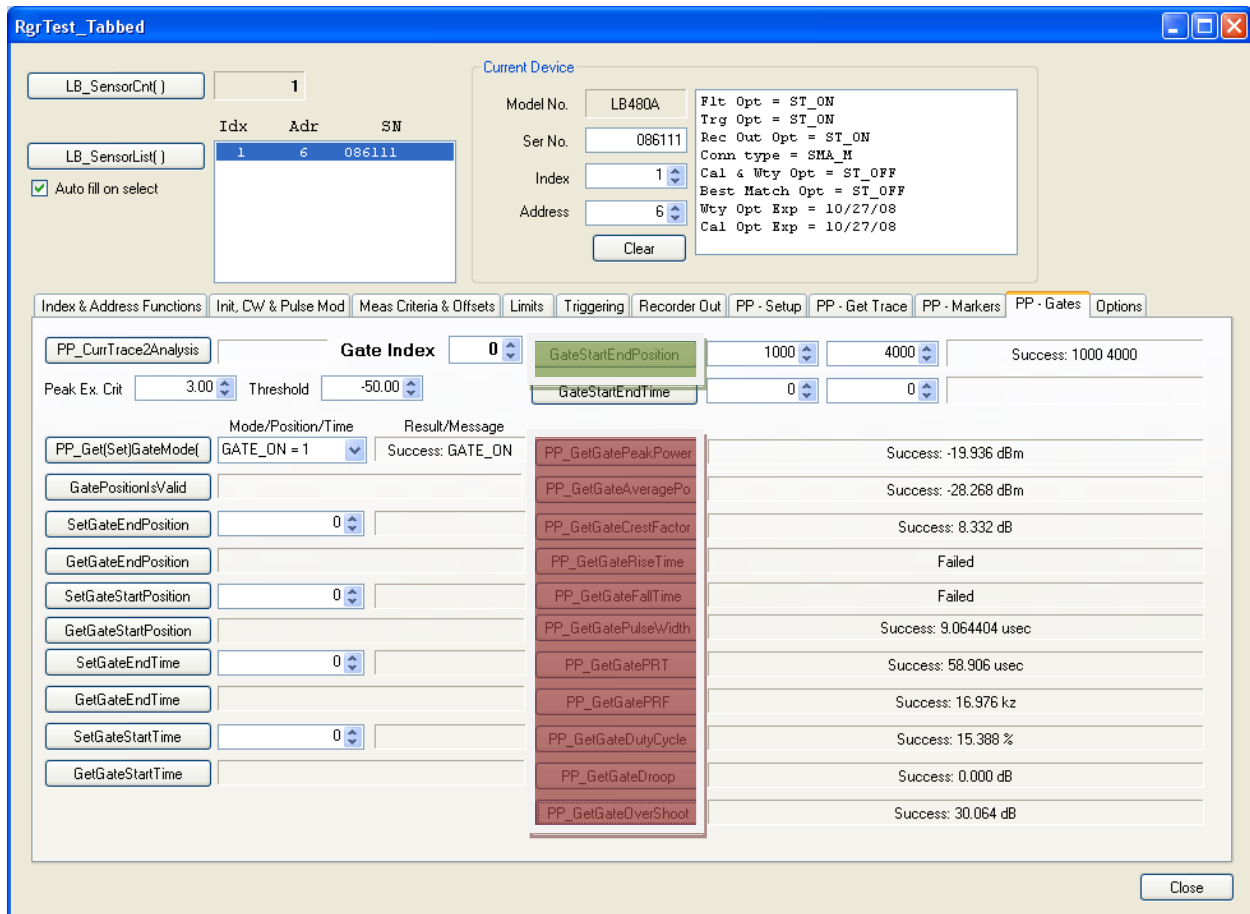 RgrTest_Tabbed
LB_SensorCnt( )
1
Idx Adr SN
LB_SensorList( )
1 6 086111
Auto fill on select
Current Device
Model No. LB480A
Ser No. 086111
Index 1
Address 6
Clear
Flt Opt = ST_ON
Trg Opt = ST_ON
Rec Out Opt = ST_ON
Conn type = SMA_M
Cal & Wty Opt = ST_OFF
Best Match Opt = ST_OFF
Wty Opt Exp = 10/27/08
Cal Opt Exp = 10/27/08
Index & Address Functions Init, CW & Pulse Mod Meas Criteria & Offsets Limits Triggering Recorder Out PP - Setup PP - Get Trace PP - Markers PP - Gates Options
PP_CurrTrace2Analysis Gate Index 0 GateStartEndPosition 1000 4000 Success: 1000 4000
Peak Ex. Crit 3.00 Threshold -50.00 GateStartEndTime 0 0
Mode/Position/Time Result/Message
PP_Get(Set)GateMode( GATE_ON = 1 Success: GATE_ON PP_GetGatePeakPower Success: -19.936 dBm
GatePositionIsValid PP_GetGateAveragePo Success: -28.268 dBm
SetGateEndPosition 0 PP_GetGateCrestFactor Success: 8.332 dB
GetGateEndPosition PP_GetGateRiseTime Failed
SetGateStartPosition 0 PP_GetGateFallTime Failed
GetGateStartPosition PP_GetGatePulseWidth Success: 9.064404 usec
SetGateEndTime 0 PP_GetGatePRT Success: 58.906 usec
GetGateEndTime PP_GetGatePRF Success: 16.976 kz
SetGateStartTime 0 PP_GetGateDutyCycle Success: 15.388 %
GetGateStartTime PP_GetGateDroop Success: 0.000 dB
PP_GetGateOverShoot Success: 30.064 dB
Close